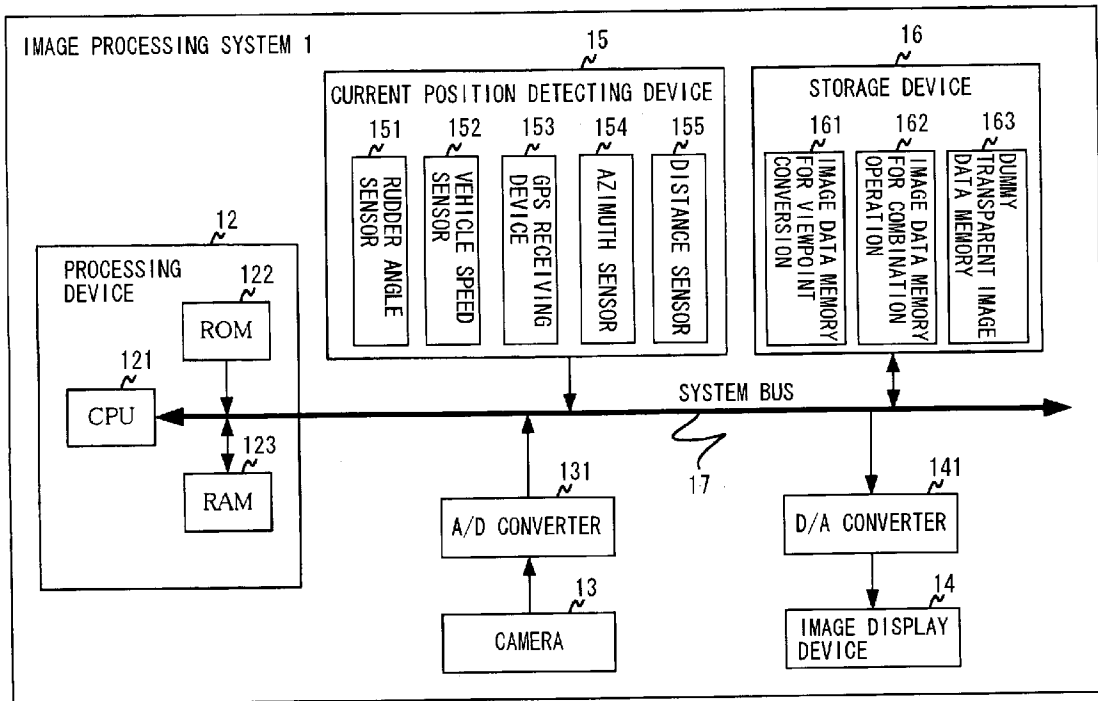 IMAGE PROCESSING SYSTEM 1
15
CURRENT POSITION DETECTING DEVICE
151
RUDDER ANGLE
SENSOR
152
VEHICLE SPEED
SENSOR
153
GPS RECEIVING
DEVICE
154
AZIMUTH SENSOR
155
DISTANCE SENSOR
16
STORAGE DEVICE
161
IMAGE DATA MEMORY
FOR VIEWPOINT
CONVERSION
162
IMAGE DATA MEMORY
FOR COMBINATION
OPERATION
163
DUMMY
TRANSPARENT IMAGE
DATA MEMORY
12
PROCESSING
DEVICE
122
ROM
121
CPU
123
RAM
SYSTEM BUS
17
131
A/D CONVERTER
13
CAMERA
141
D/A CONVERTER
14
IMAGE DISPLAY
DEVICE